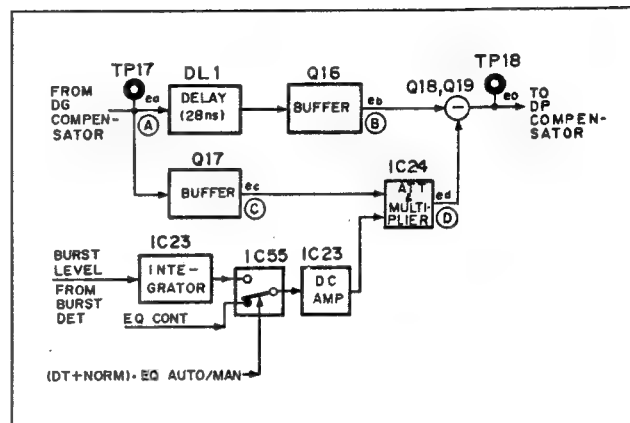 TP17
DL1
Q16
Q18,Q19
TP18
FROM
DG
COMPEN-
SATOR
ea
A
DELAY
(28ns)
BUFFER
eb
B
−
eo
TO
DP
COMPEN-
SATOR
Q17
BUFFER
ec
C
IC24
ATT
&
MULTI-
PLIER
ed
D
BURST
LEVEL
FROM
BURST
DET
IC23
INTE-
GRATOR
IC55
IC23
DC
AMP
EQ CONT
(DT+NORM)·EQ AUTO/MAN